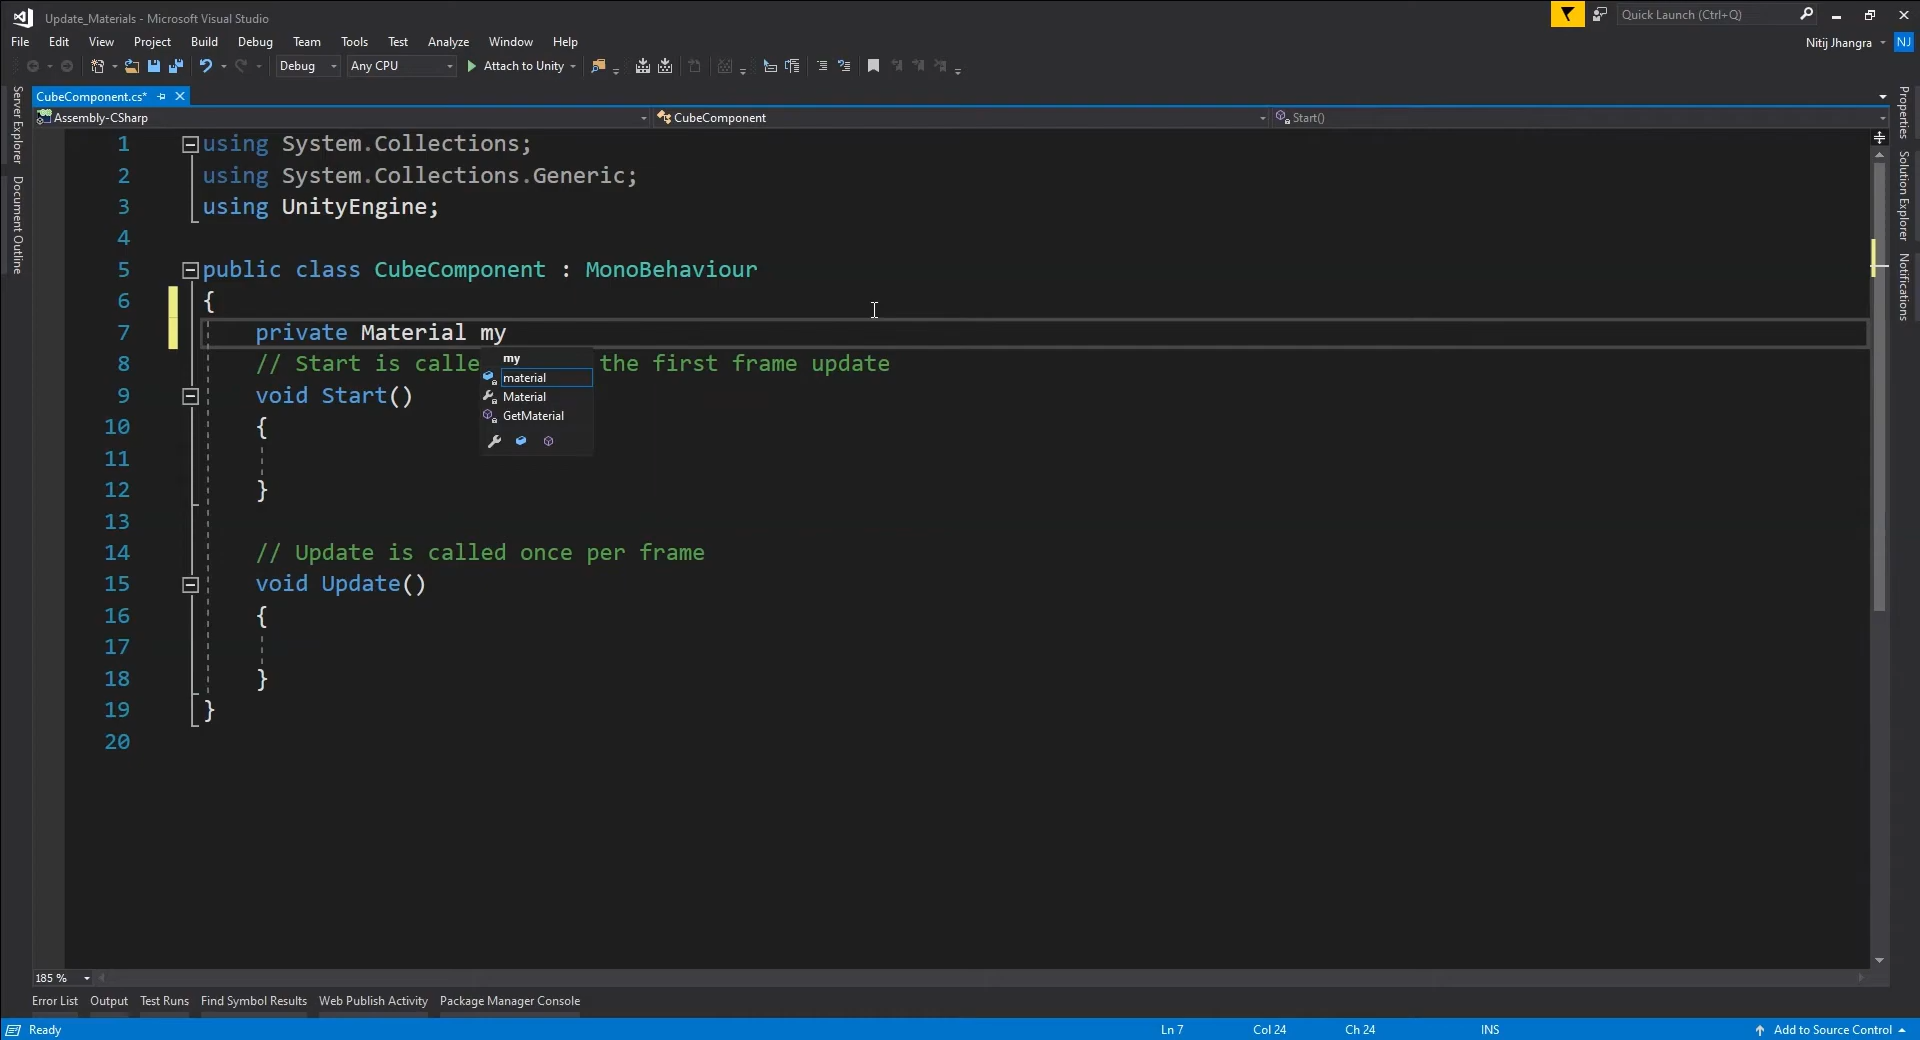 Update_Materials - Microsoft Visual Studio
Quick Launch (Ctrl+Q)
File Edit View Project Build Debug Team Tools Test Analyze Window Help
Nitij Jhangra NJ
Debug Any CPU Attach to Unity
CubeComponent.cs*
Assembly-CSharp CubeComponent Start()
Server Explorer
Document Outline
Properties
Solution Explorer
Notifications
1 using System.Collections;
2 using System.Collections.Generic;
3 using UnityEngine;
4
5 public class CubeComponent : MonoBehaviour
6 {
7 private Material my
my
8 // Start is calle the first frame update
material
9 void Start()
Material
GetMaterial
10 {
11
12 }
13
14 // Update is called once per frame
15 void Update()
16 {
17
18 }
19 }
20
185 %
Error List Output Test Runs Find Symbol Results Web Publish Activity Package Manager Console
Ready Ln 7 Col 24 Ch 24 INS Add to Source Control